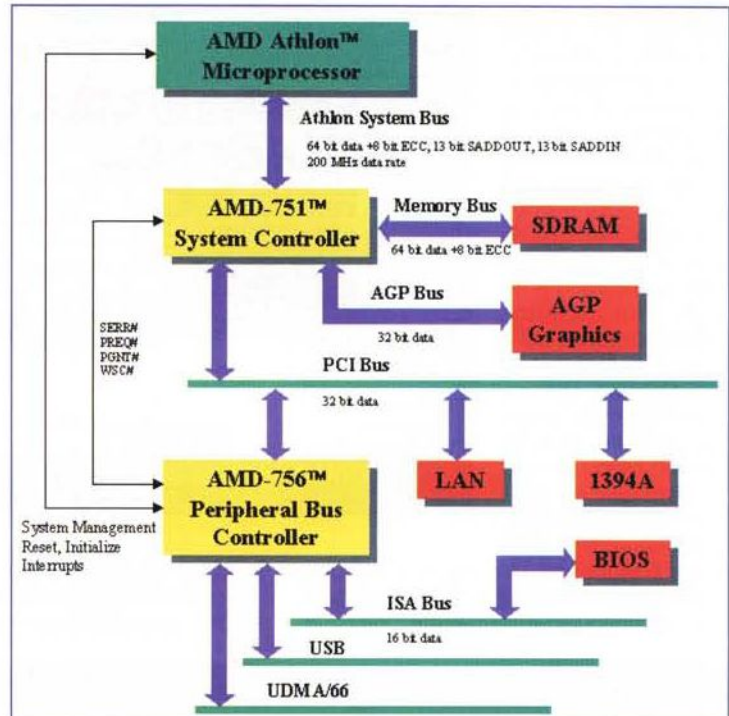 AMD Athlon™
Microprocessor
Athlon System Bus
64 bit data +8 bit ECC, 13 bit SADDOUT, 13 bit SADDIN
200 MHz data rate
AMD-751™
System Controller
Memory Bus
64 bit data +8 bit ECC
SDRAM
AGP Bus
32 bit data
AGP
Graphics
SERR#
PREQ#
PGNT#
WSC#
PCI Bus
32 bit data
AMD-756™
Peripheral Bus
Controller
LAN
1394A
System Management
Reset, Initialize
Interrupts
BIOS
ISA Bus
16 bit data
USB
UDMA/66